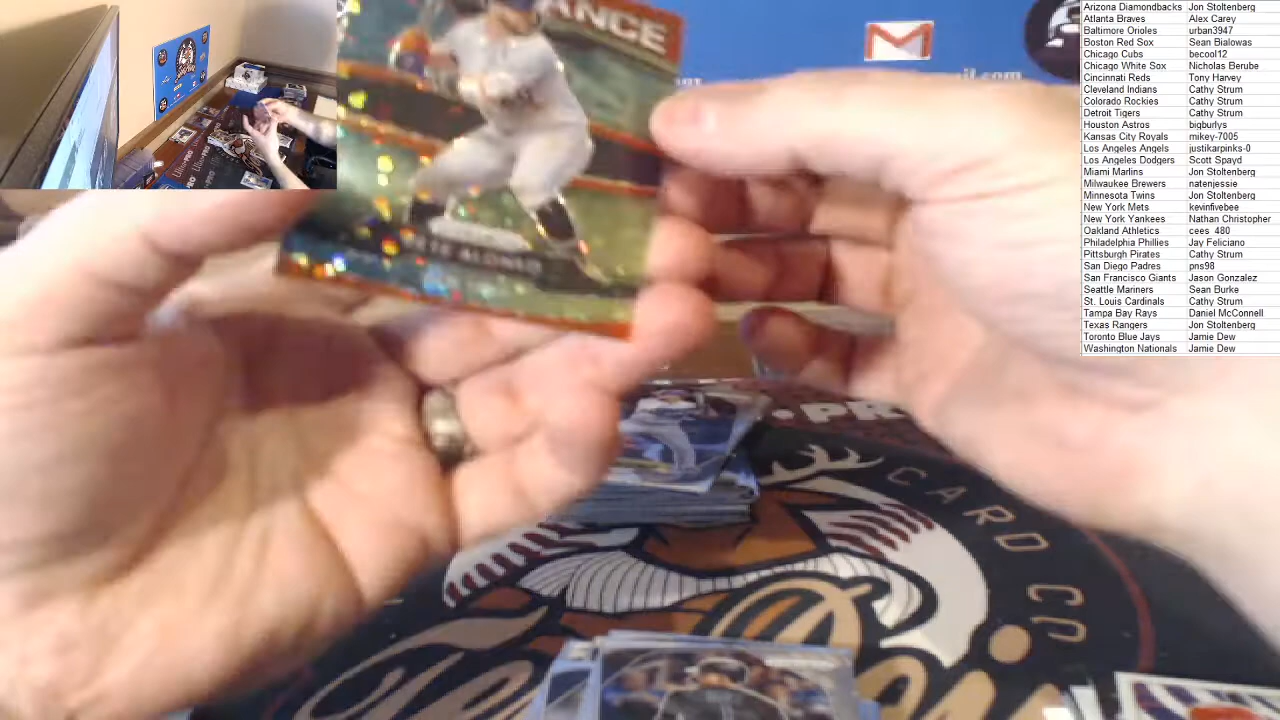 ANCE
PETE ALONSO
Arizona Diamondbacks Jon Stoltenberg
Atlanta Braves Alex Carey
Baltimore Orioles urban3947
Boston Red Sox Sean Bialowas
Chicago Cubs becool12
Chicago White Sox Nicholas Berube
Cincinnati Reds Tony Harvey
Cleveland Indians Cathy Strum
Colorado Rockies Cathy Strum
Detroit Tigers Cathy Strum
Houston Astros bigburlys
Kansas City Royals mikey-7005
Los Angeles Angels justikarpinks-0
Los Angeles Dodgers Scott Spayd
Miami Marlins Jon Stoltenberg
Milwaukee Brewers natenjessie
Minnesota Twins Jon Stoltenberg
New York Mets kevinfivebee
New York Yankees Nathan Christopher
Oakland Athletics cees 480
Philadelphia Phillies Jay Feliciano
Pittsburgh Pirates Cathy Strum
San Diego Padres pns98
San Francisco Giants Jason Gonzalez
Seattle Mariners Sean Burke
St. Louis Cardinals Cathy Strum
Tampa Bay Rays Daniel McConnell
Texas Rangers Jon Stoltenberg
Toronto Blue Jays Jamie Dew
Washington Nationals Jamie Dew
CARD CO